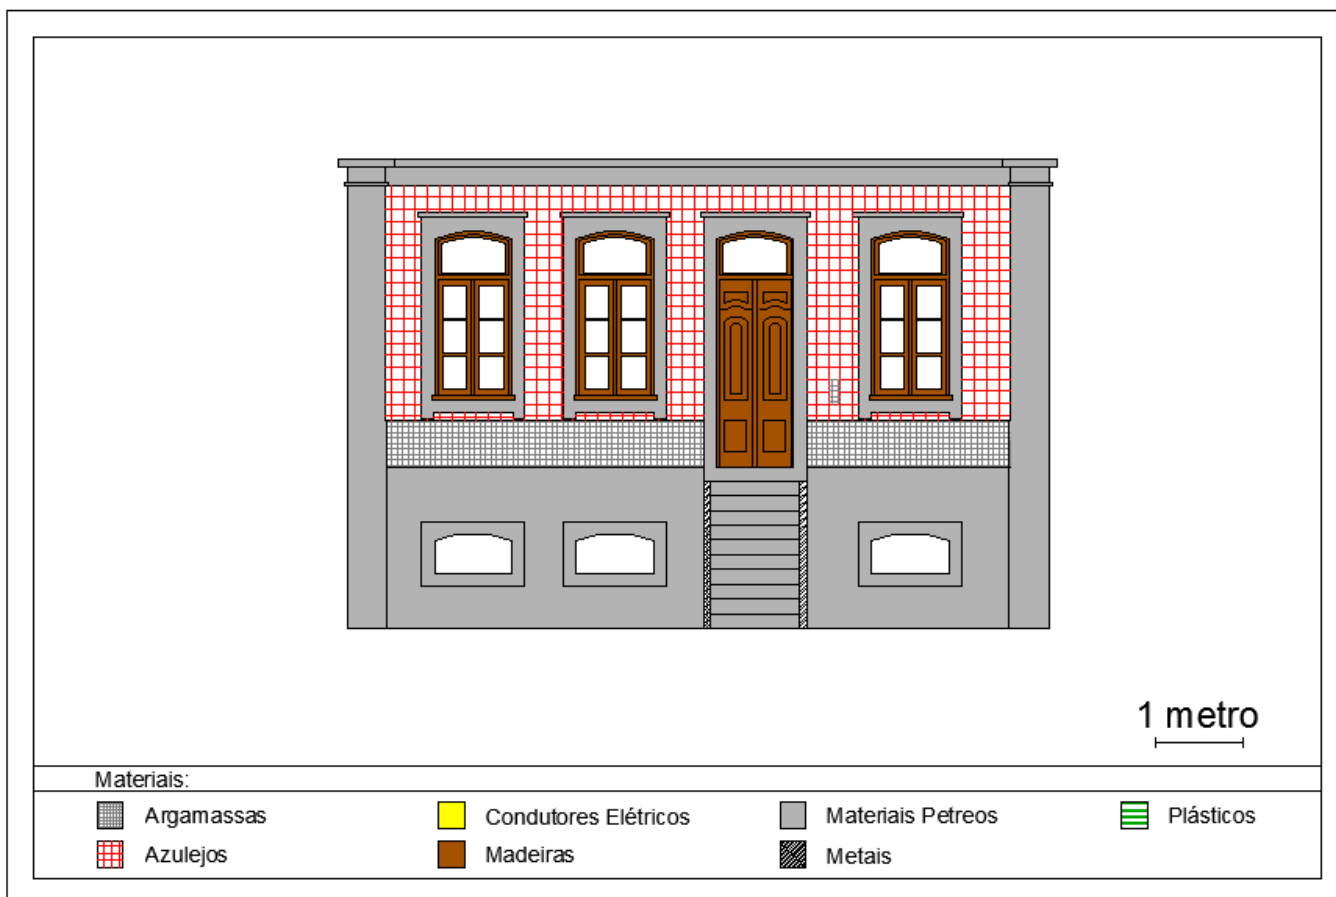 1 metro
Materiais:
Argamassas
Condutores Elétricos
Materiais Petreos
Plásticos
Azulejos
Madeiras
Metais